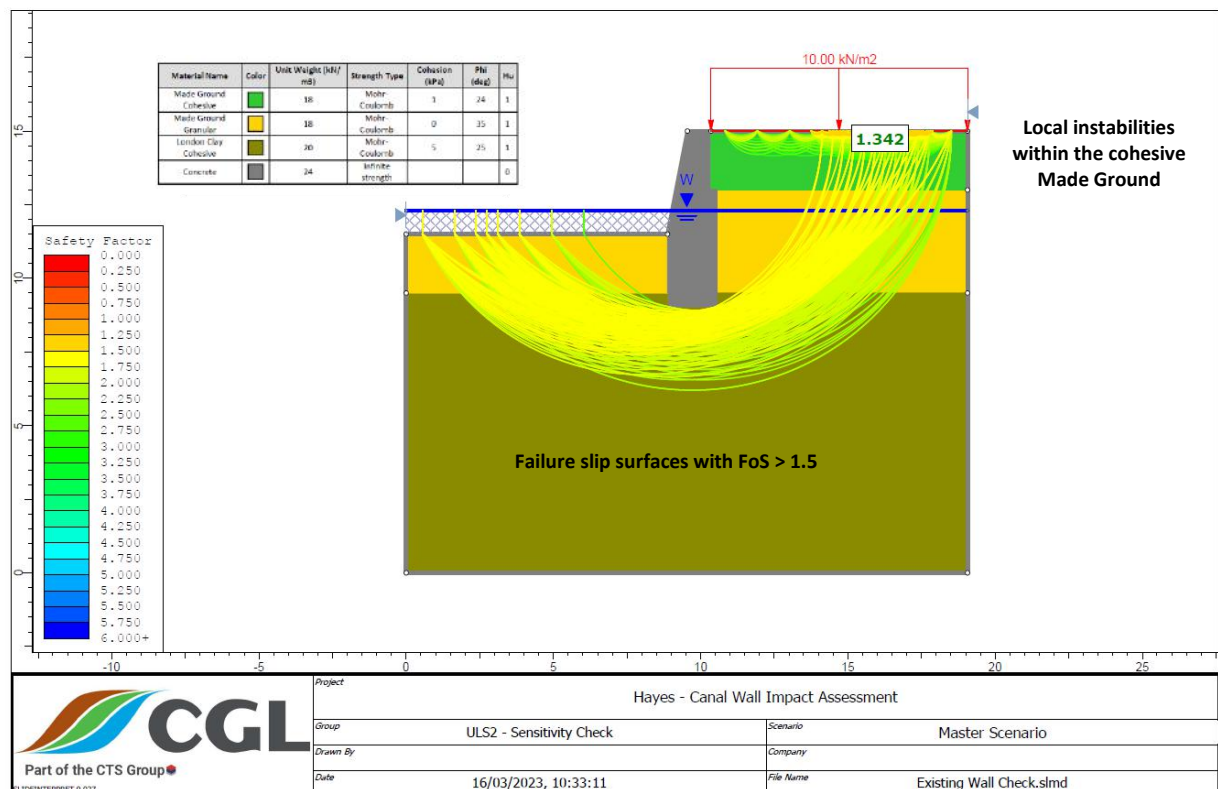 Material Name Color Unit Weight (kN/m3) Strength Type Cohesion (kPa) Phi (deg) Hu
Made Ground Cohesive 18 Mohr-Coulomb 1 24 1
Made Ground Granular 18 Mohr-Coulomb 0 35 1
London Clay Cohesive 20 Mohr-Coulomb 5 25 1
Concrete 24 Infinite strength 0
10.00 kN/m2
1.342
Local instabilities
within the cohesive
Made Ground
W
Safety Factor
0.000
0.250
0.500
0.750
1.000
1.250
1.500
1.750
2.000
2.250
2.500
2.750
3.000
3.250
3.500
3.750
4.000
4.250
4.500
4.750
5.000
5.250
5.500
5.750
6.000+
Failure slip surfaces with FoS > 1.5
15
10
5
0
-10 -5 0 5 10 15 20 25
CGL
Part of the CTS Group
Project
Hayes - Canal Wall Impact Assessment
Group
ULS2 - Sensitivity Check
Scenario
Master Scenario
Drawn By
Company
Date
16/03/2023, 10:33:11
File Name
Existing Wall Check.slmd